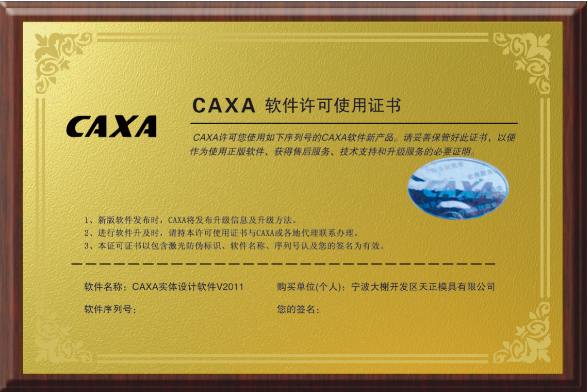 CAXA 软件许可使用证书
CAXA
CAXA许可您使用如下序列号的CAXA软件新产品。请妥善保管好此证书，以便
作为使用正版软件、获得售后服务、技术支持和升级服务的必要证明。
CAXA
1、新版软件发布时，CAXA将发布升级信息及升级方法。
2、进行软件升及时，请持本许可使用证书与CAXA或各地代理联系办理。
3、本证可证书以包含激光防伪标识、软件名称、序列号认及您的签名为有效。
软件名称：CAXA实体设计软件V2011
购买单位(个人)：宁波大榭开发区天正模具有限公司
软件序列号：
您的签名：